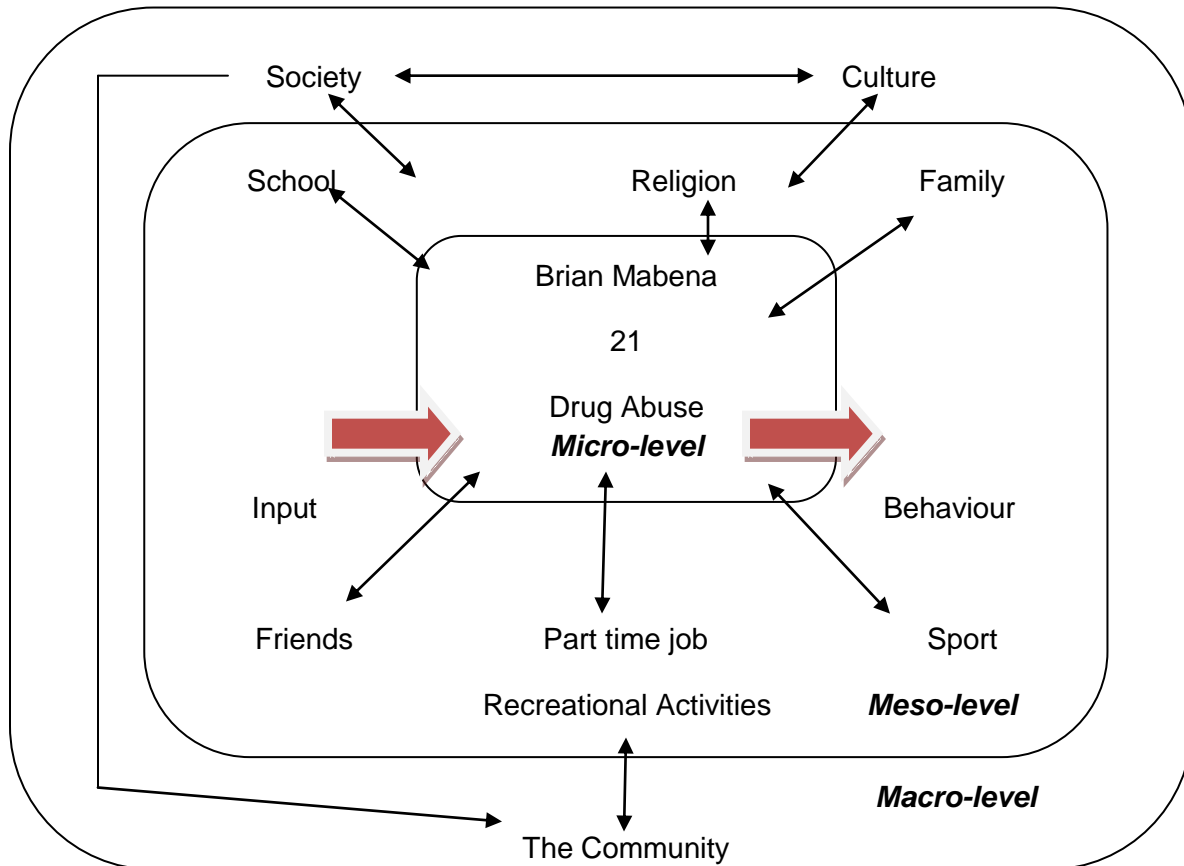 Society Culture
School Religion Family
Brian Mabena
21
Drug Abuse
Micro-level
Input Behaviour
Friends Part time job Sport
Recreational Activities Meso-level
Macro-level
The Community